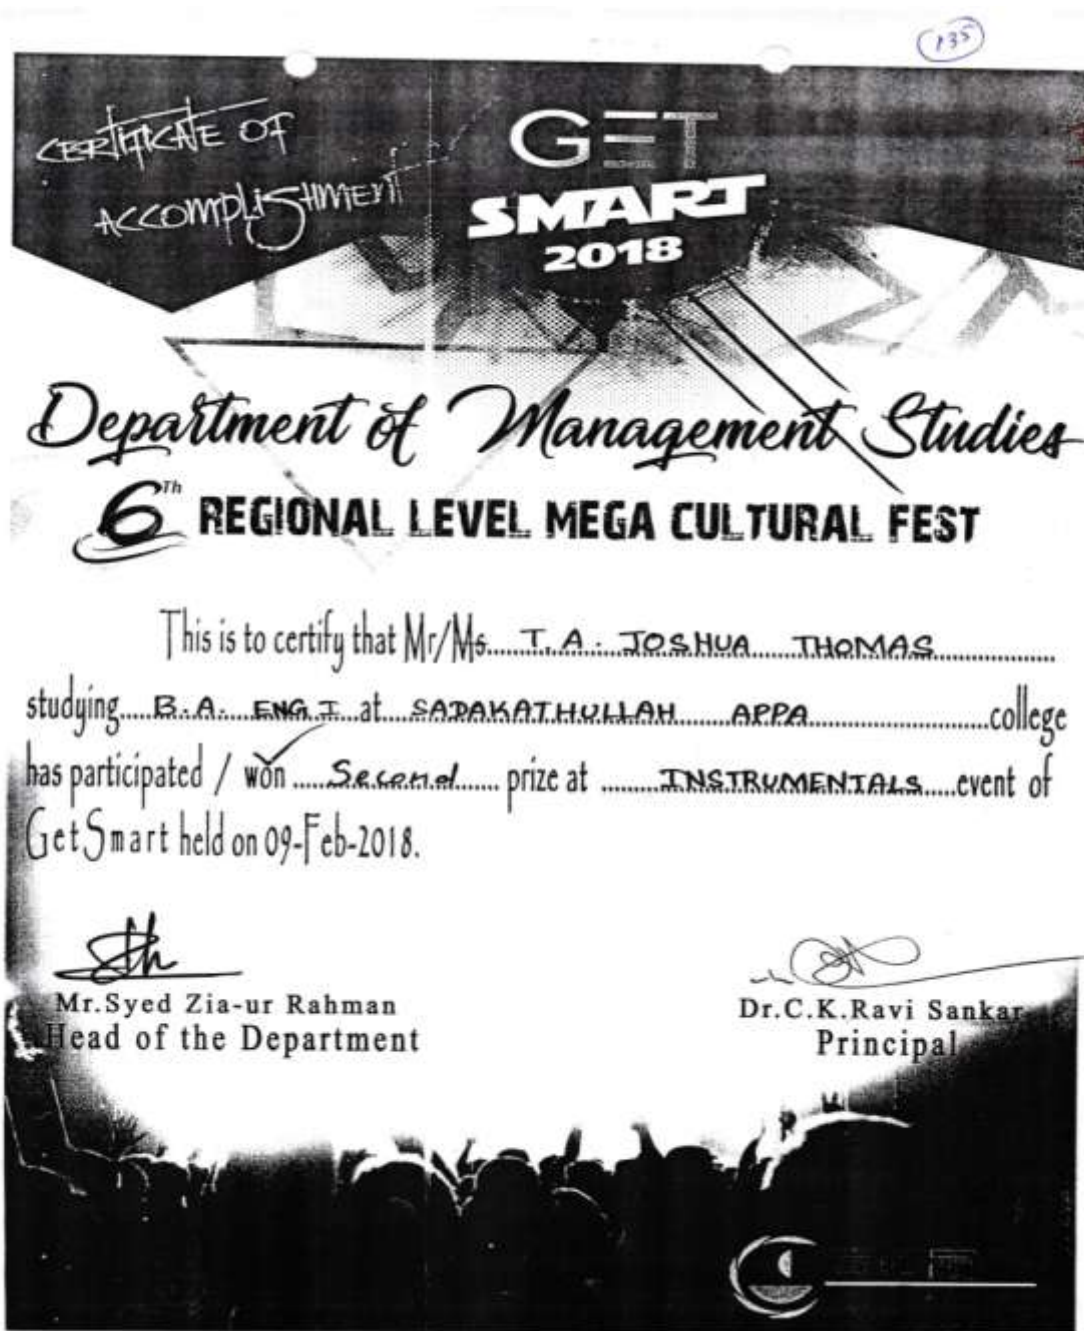 135
CERTIFICATE OF
ACCOMPLISHMENT
GET
SMART
2018
Department of Management Studies
6Th REGIONAL LEVEL MEGA CULTURAL FEST
This is to certify that Mr/Ms. T. A. JOSHUA THOMAS
studying B.A. ENG I at SADAKATHULLAH APPA college
has participated / won Second prize at INSTRUMENTALS event of
GetSmart held on 09-Feb-2018.
Mr.Syed Zia-ur Rahman
Head of the Department
Dr.C.K.Ravi Sankar
Principal